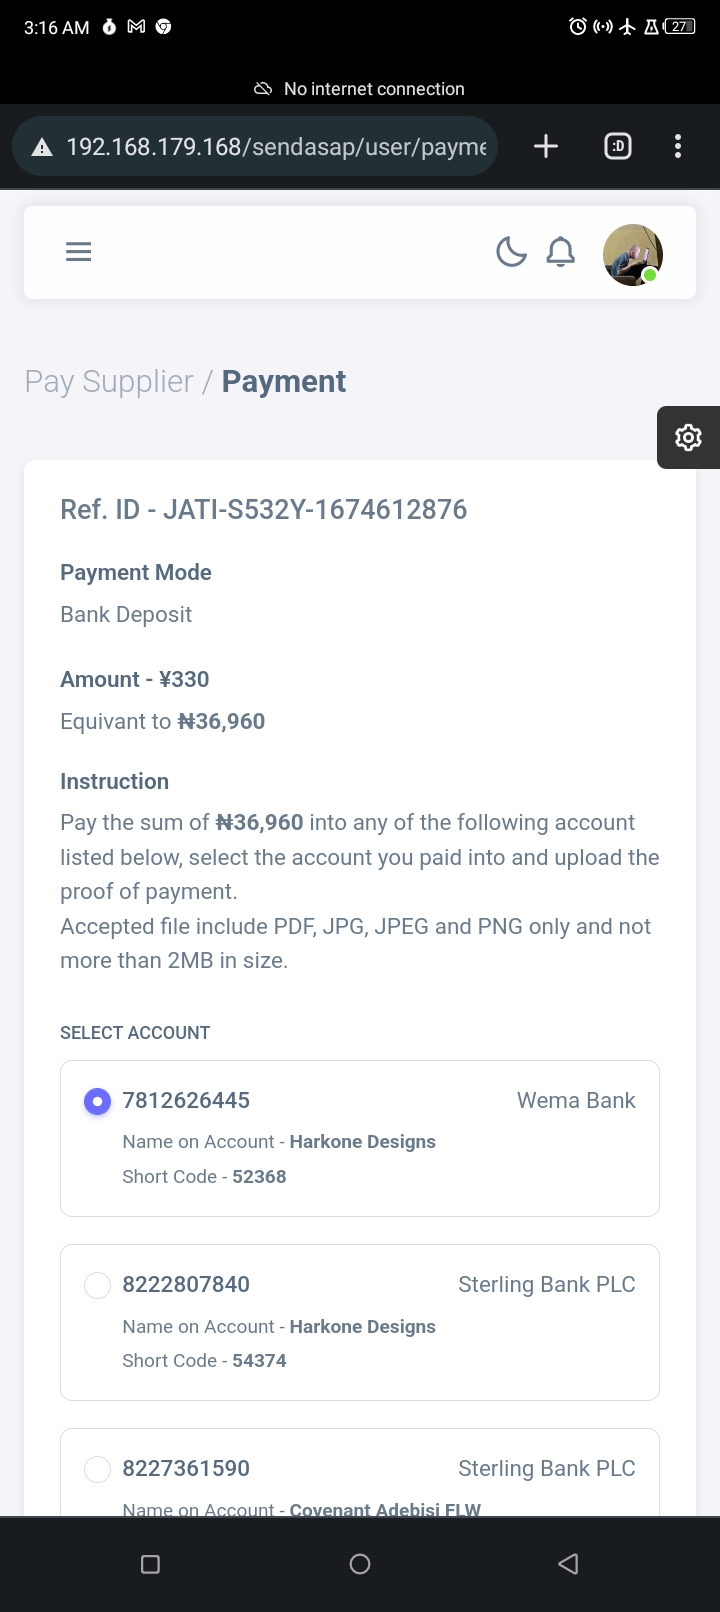 3:16 AM
27
No internet connection
:D
192.168.179.168/sendasap/user/payme
Pay Supplier / Payment
Ref. ID - JATI-S532Y-1674612876
Payment Mode
Bank Deposit
Amount - ¥330
Equivant to ₦36,960
Instruction
Pay the sum of ₦36,960 into any of the following account
listed below, select the account you paid into and upload the
proof of payment.
Accepted file include PDF, JPG, JPEG and PNG only and not
more than 2MB in size.
SELECT ACCOUNT
7812626445 Wema Bank
Name on Account - Harkone Designs
Short Code - 52368
8222807840 Sterling Bank PLC
Name on Account - Harkone Designs
Short Code - 54374
8227361590 Sterling Bank PLC
Name on Account - Covenant Adebisi FLW